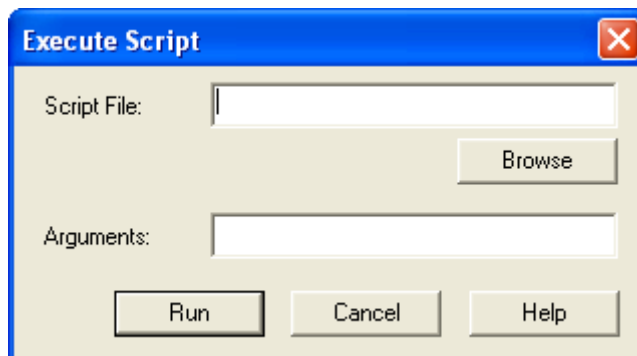 Execute Script
Script File:
Browse
Arguments:
Run Cancel Help